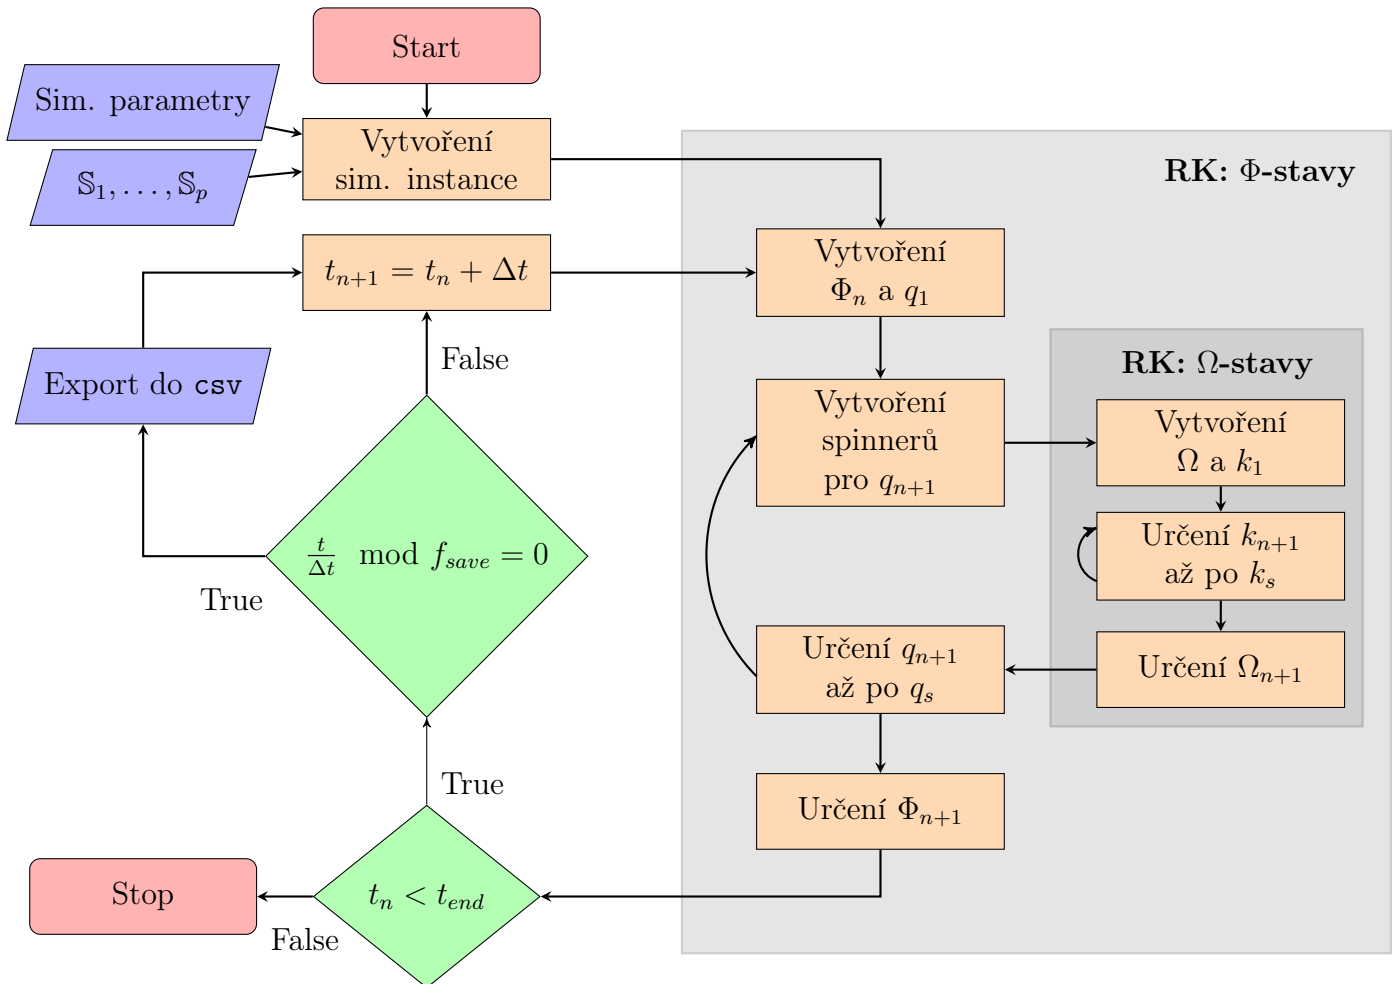 Start
Sim. parametry
Vytvoření
sim. instance
𝕊₁, . . . , 𝕊ₚ
RK: Φ-stavy
Vytvoření
Φₙ a q₁
tₙ₊₁ = tₙ + Δt
False
Export do csv
RK: Ω-stavy
Vytvoření
spinnerů
pro qₙ₊₁
Vytvoření
Ω a k₁
Určení kₙ₊₁
až po kₛ
t/Δt mod f_save = 0
True
Určení qₙ₊₁
až po qₛ
Určení Ωₙ₊₁
True
Určení Φₙ₊₁
Stop
tₙ < t_end
False